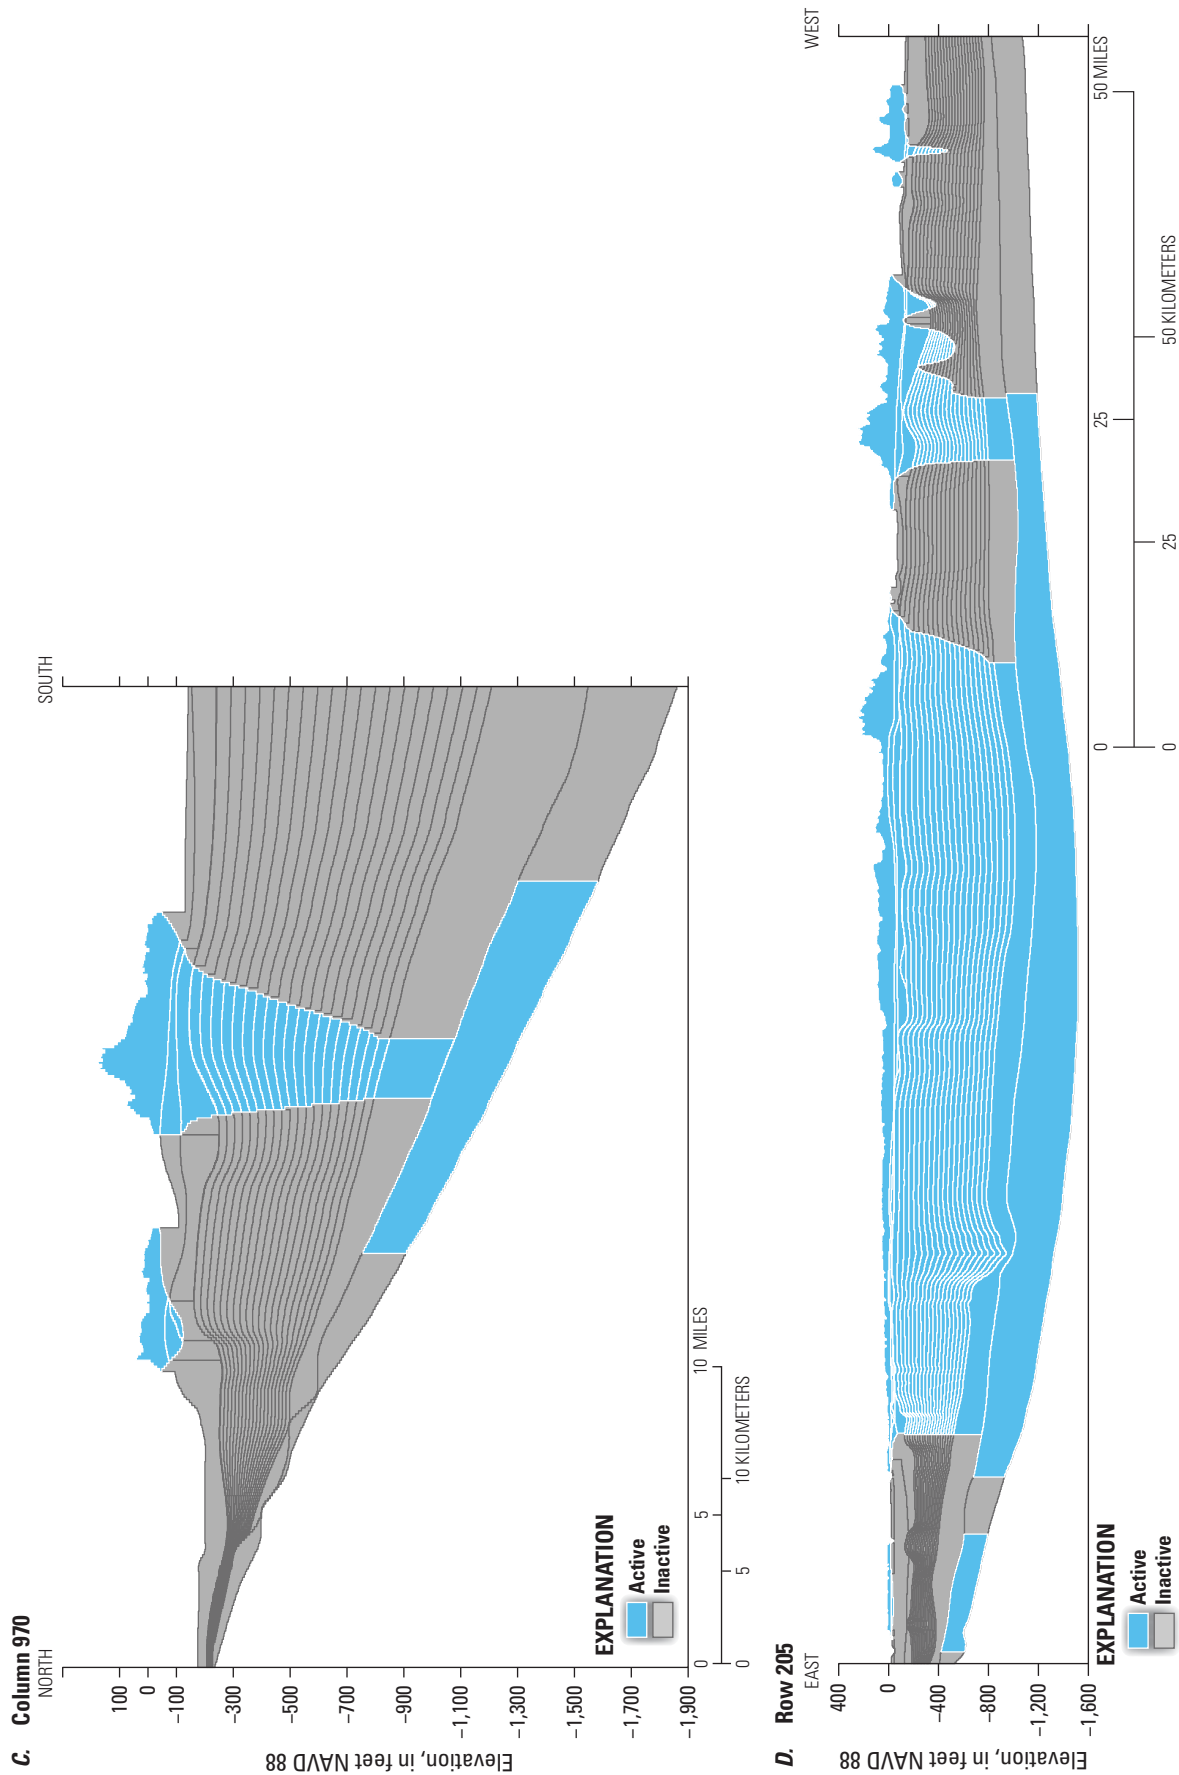 C. Column 970
NORTH
SOUTH
100
0
−100
−300
−500
−700
−900
−1,100
−1,300
−1,500
−1,700
−1,900
Elevation, in feet NAVD 88
EXPLANATION
Active
Inactive
0 5 10 MILES
0 5 10 KILOMETERS
D. Row 205
EAST
WEST
400
0
−400
−800
−1,200
−1,600
Elevation, in feet NAVD 88
EXPLANATION
Active
Inactive
0 25 50 MILES
0 25 50 KILOMETERS